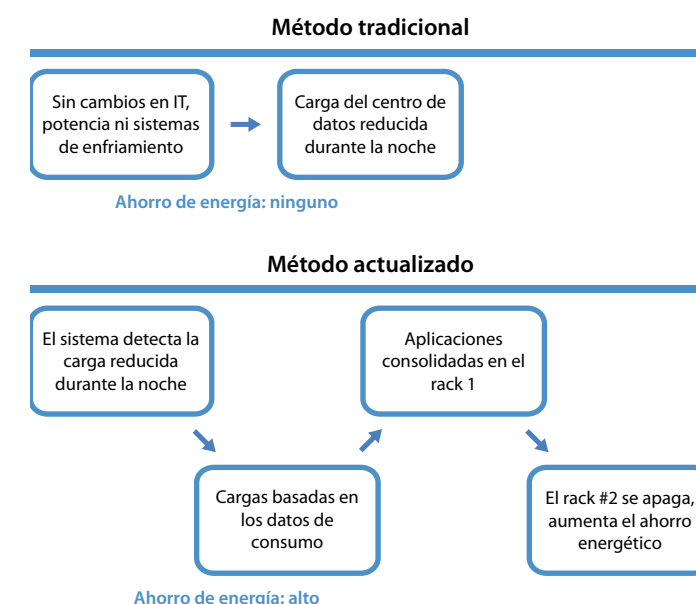 Método tradicional
Sin cambios en IT,
potencia ni sistemas
de enfriamiento
Carga del centro de
datos reducida
durante la noche
Ahorro de energía: ninguno
Método actualizado
El sistema detecta la
carga reducida
durante la noche
Cargas basadas en
los datos de
consumo
Aplicaciones
consolidadas en el
rack 1
El rack #2 se apaga,
aumenta el ahorro
energético
Ahorro de energía: alto